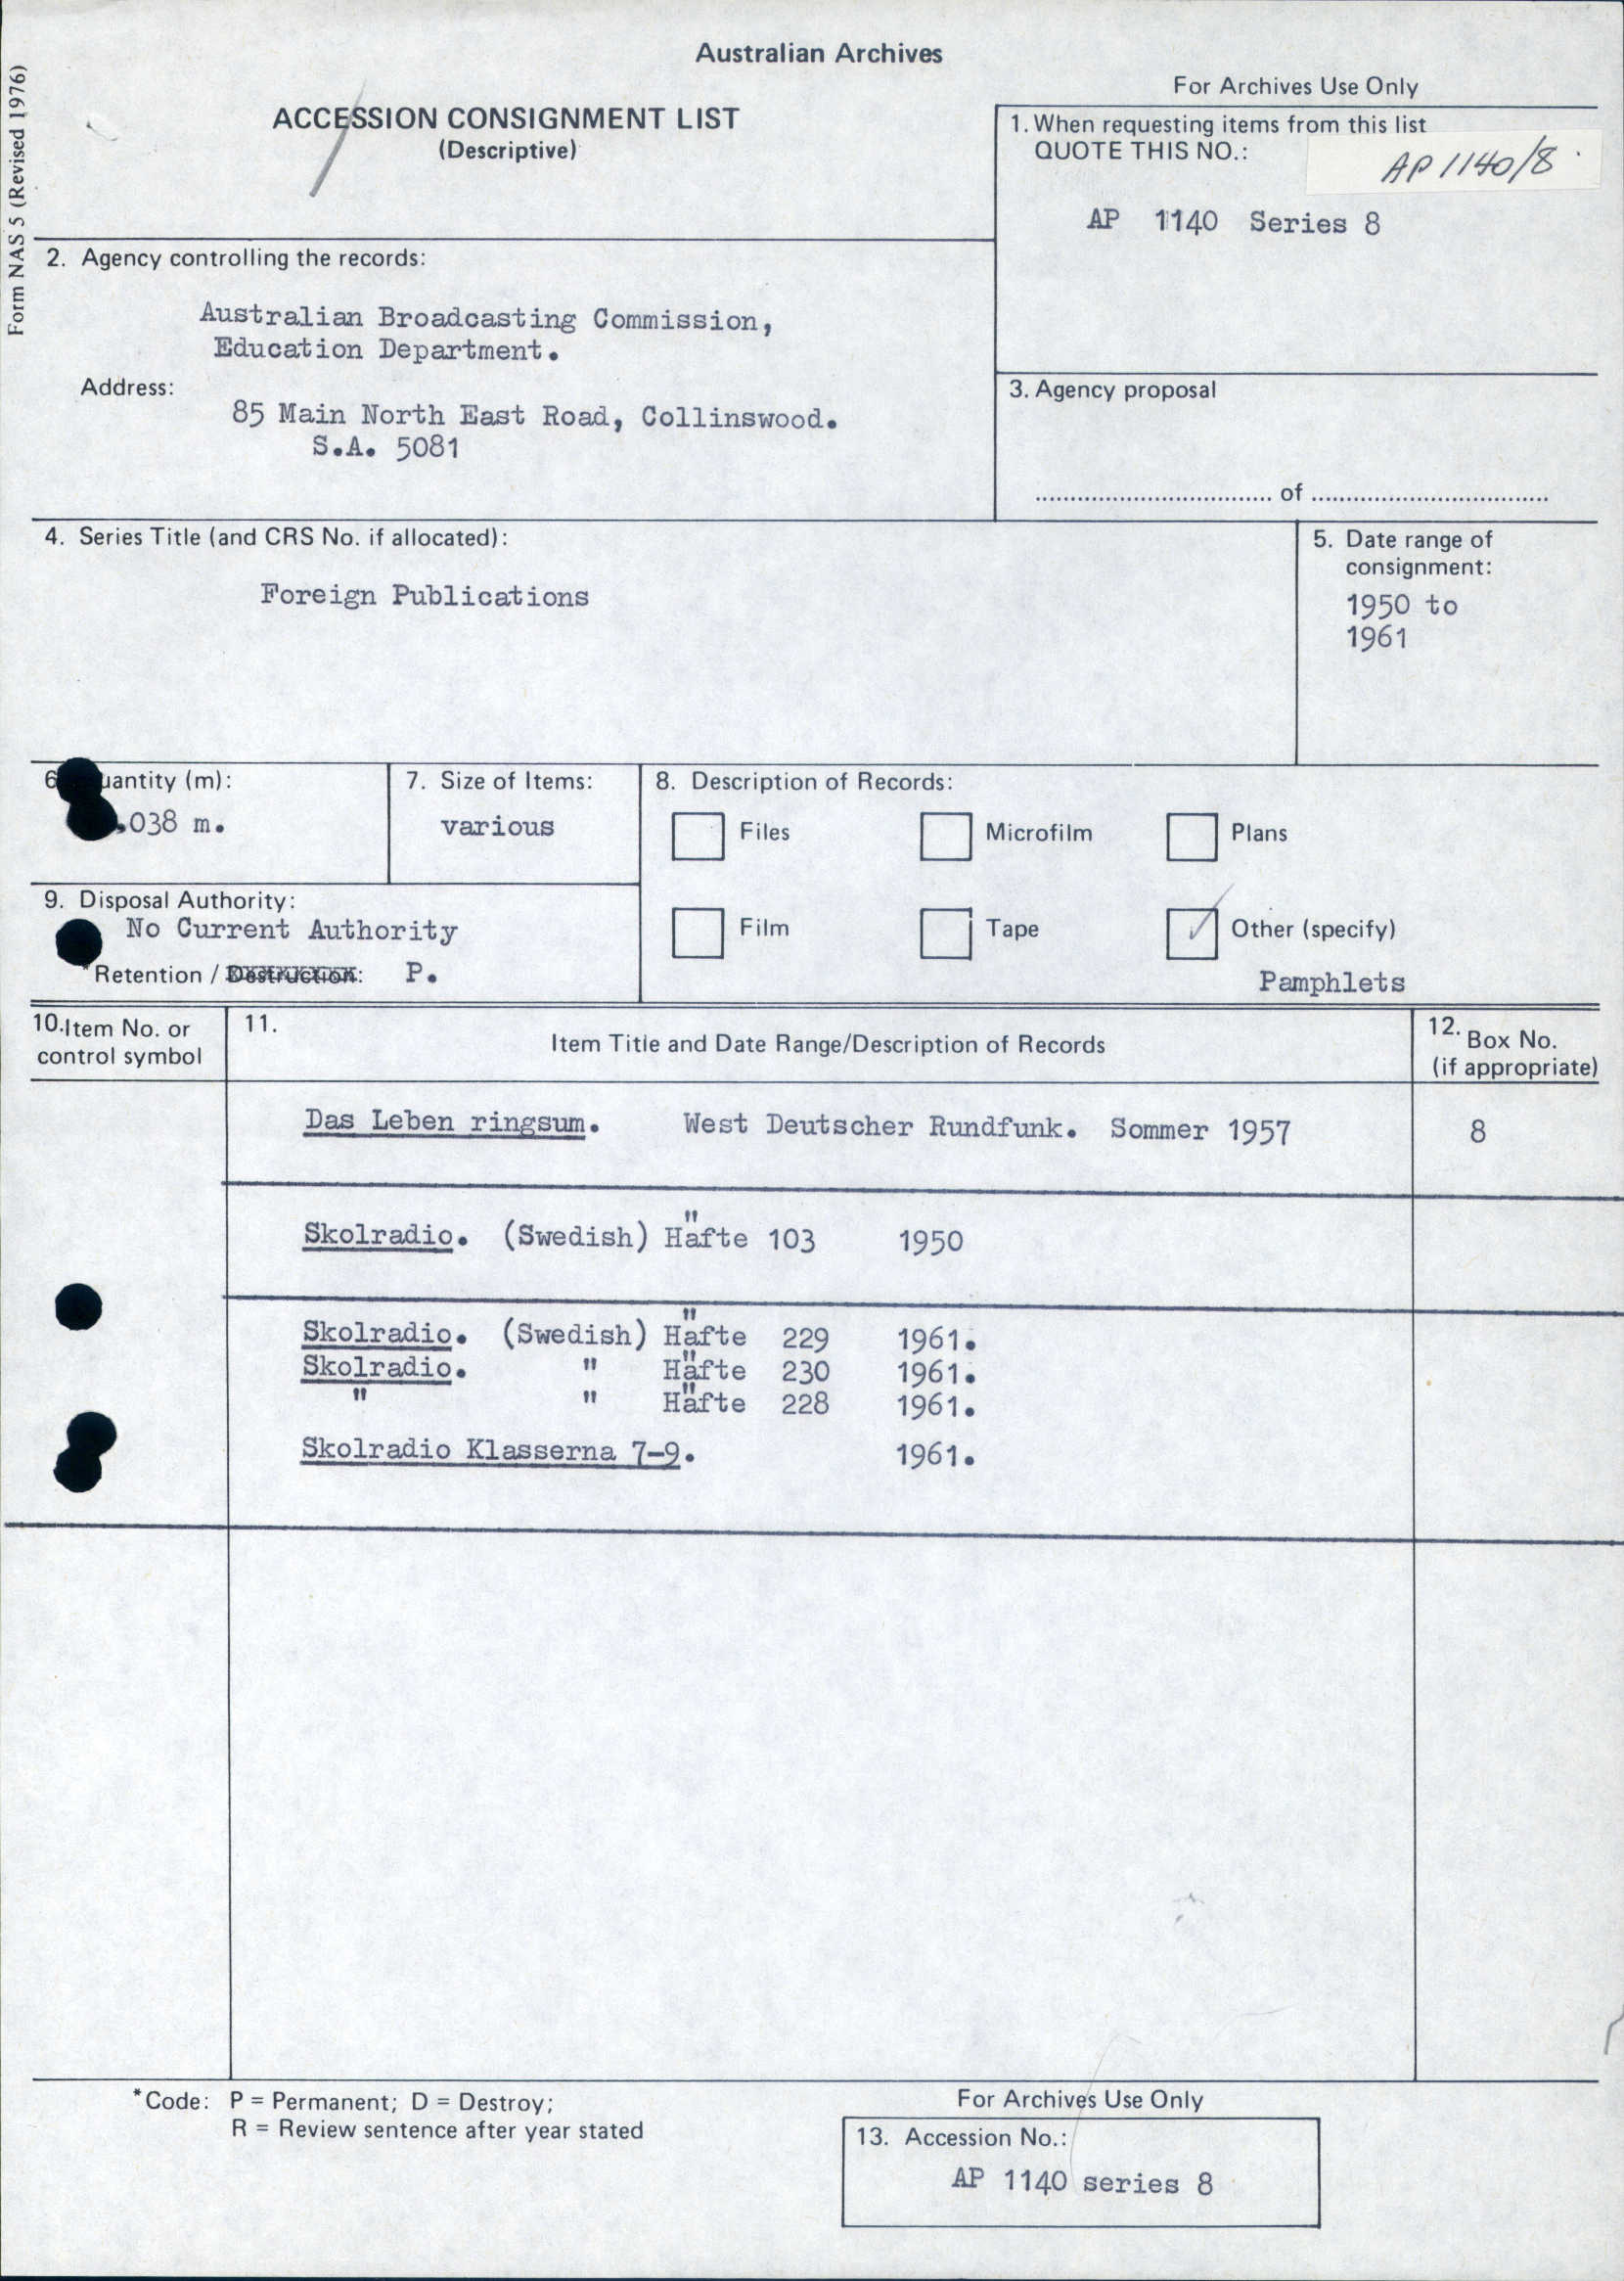 Form NAS 5 (Revised 1976)
Australian Archives
ACCESSION CONSIGNMENT LIST
(Descriptive)
For Archives Use Only
1. When requesting items from this list
QUOTE THIS NO.:
AP 1140/8
AP 1140 Series 8
2. Agency controlling the records:
Australian Broadcasting Commission,
Education Department.
Address:
85 Main North East Road, Collinswood.
S.A. 5081
3. Agency proposal
................................. of .................................
4. Series Title (and CRS No. if allocated):
Foreign Publications
5. Date range of
consignment:
1950 to
1961
6 uantity (m):
.038 m.
7. Size of Items:
various
8. Description of Records:
Files
Microfilm
Plans
Film
Tape
Other (specify)
Pamphlets
9. Disposal Authority:
No Current Authority
*Retention / Destruction: P.
10. Item No. or
control symbol
11.
Item Title and Date Range/Description of Records
12. Box No.
(if appropriate)
Das Leben ringsum. West Deutscher Rundfunk. Sommer 1957 8
Skolradio. (Swedish) Häfte 103 1950
Skolradio. (Swedish) Häfte 229 1961.
Skolradio. " Häfte 230 1961.
" " Häfte 228 1961.
Skolradio Klasserna 7-9. 1961.
*Code: P = Permanent; D = Destroy;
R = Review sentence after year stated
For Archives Use Only
13. Accession No.:
AP 1140 series 8